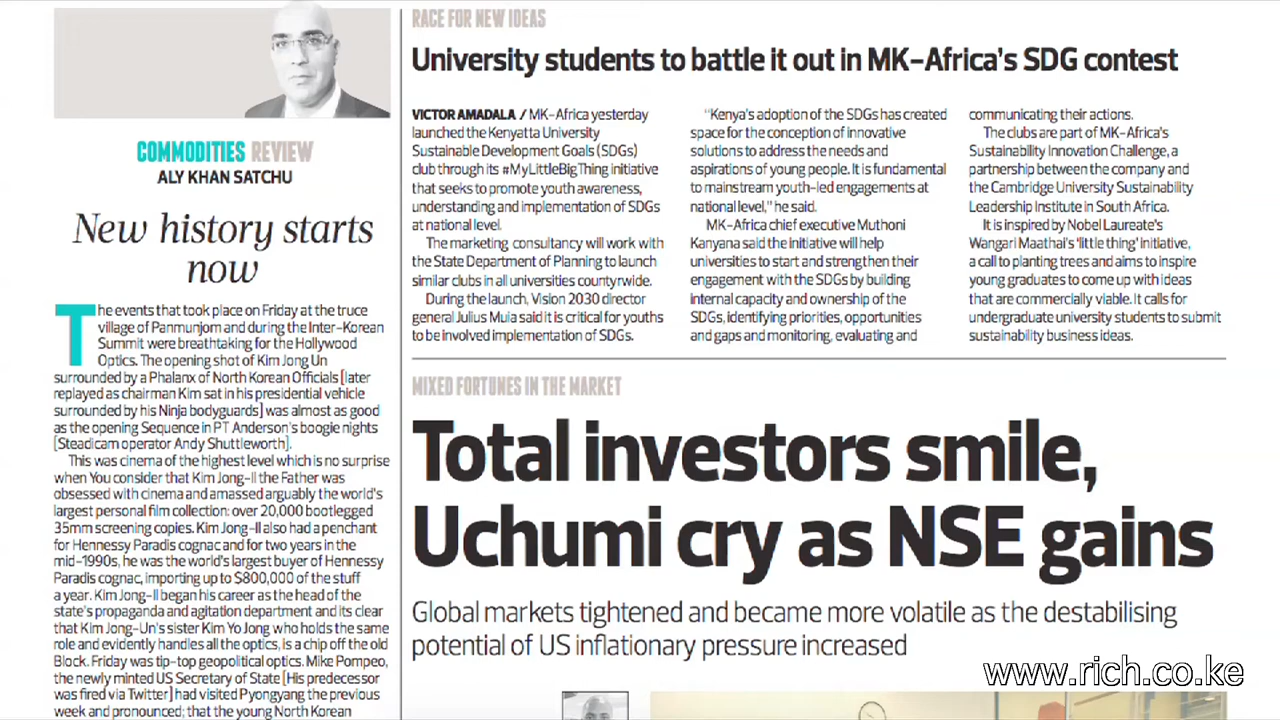 COMMODITIES REVIEW
ALY KHAN SATCHU
New history starts
now
The events that took place on Friday at the truce
village of Panmunjom and during the Inter-Korean
Summit were breathtaking for the Hollywood
Optics. The opening shot of Kim Jong Un
surrounded by a Phalanx of North Korean Officials [later
replayed as chairman Kim sat in his presidential vehicle
surrounded by his Ninja bodyguards] was almost as good
as the opening Sequence in PT Anderson's boogie nights
[Steadicam operator Andy Shuttleworth].
This was cinema of the highest level which is no surprise
when You consider that Kim Jong-Il the Father was
obsessed with cinema and amassed arguably the world's
largest personal film collection: over 20,000 bootlegged
35mm screening copies. Kim Jong-Il also had a penchant
for Hennessy Paradis cognac and for two years in the
mid-1990s, he was the world's largest buyer of Hennessy
Paradis cognac, importing up to $800,000 of the stuff
a year. Kim Jong-Il began his career as the head of the
state's propaganda and agitation department and its clear
that Kim Jong-Un's sister Kim Yo Jong who holds the same
role and evidently handles all the optics, is a chip off the old
Block. Friday was tip-top geopolitical optics. Mike Pompeo,
the newly minted US Secretary of State [His predecessor
was fired via Twitter] had visited Pyongyang the previous
week and pronounced; that the young North Korean
RACE FOR NEW IDEAS
University students to battle it out in MK-Africa's SDG contest
VICTOR AMADALA / MK-Africa yesterday
launched the Kenyatta University
Sustainable Development Goals (SDGs)
club through its #MyLittleBigThing initiative
that seeks to promote youth awareness,
understanding and implementation of SDGs
at national level.
The marketing consultancy will work with
the State Department of Planning to launch
similar clubs in all universities countywide.
During the launch, Vision 2030 director
general Julius Muia said it is critical for youths
to be involved implementation of SDGs.
"Kenya's adoption of the SDGs has created
space for the conception of innovative
solutions to address the needs and
aspirations of young people. It is fundamental
to mainstream youth-led engagements at
national level," he said.
MK-Africa chief executive Muthoni
Kanyana said the initiative will help
universities to start and strengthen their
engagement with the SDGs by building
internal capacity and ownership of the
SDGs, identifying priorities, opportunities
and gaps and monitoring, evaluating and
communicating their actions.
The clubs are part of MK-Africa's
Sustainability Innovation Challenge, a
partnership between the company and
the Cambridge University Sustainability
Leadership Institute in South Africa.
It is inspired by Nobel Laureate's
Wangari Maathai's 'little thing' initiative,
a call to planting trees and aims to inspire
young graduates to come up with ideas
that are commercially viable. It calls for
undergraduate university students to submit
sustainability business ideas.
MIXED FORTUNES IN THE MARKET
Total investors smile,
Uchumi cry as NSE gains
Global markets tightened and became more volatile as the destabilising
potential of US inflationary pressure increased
www.rich.co.ke